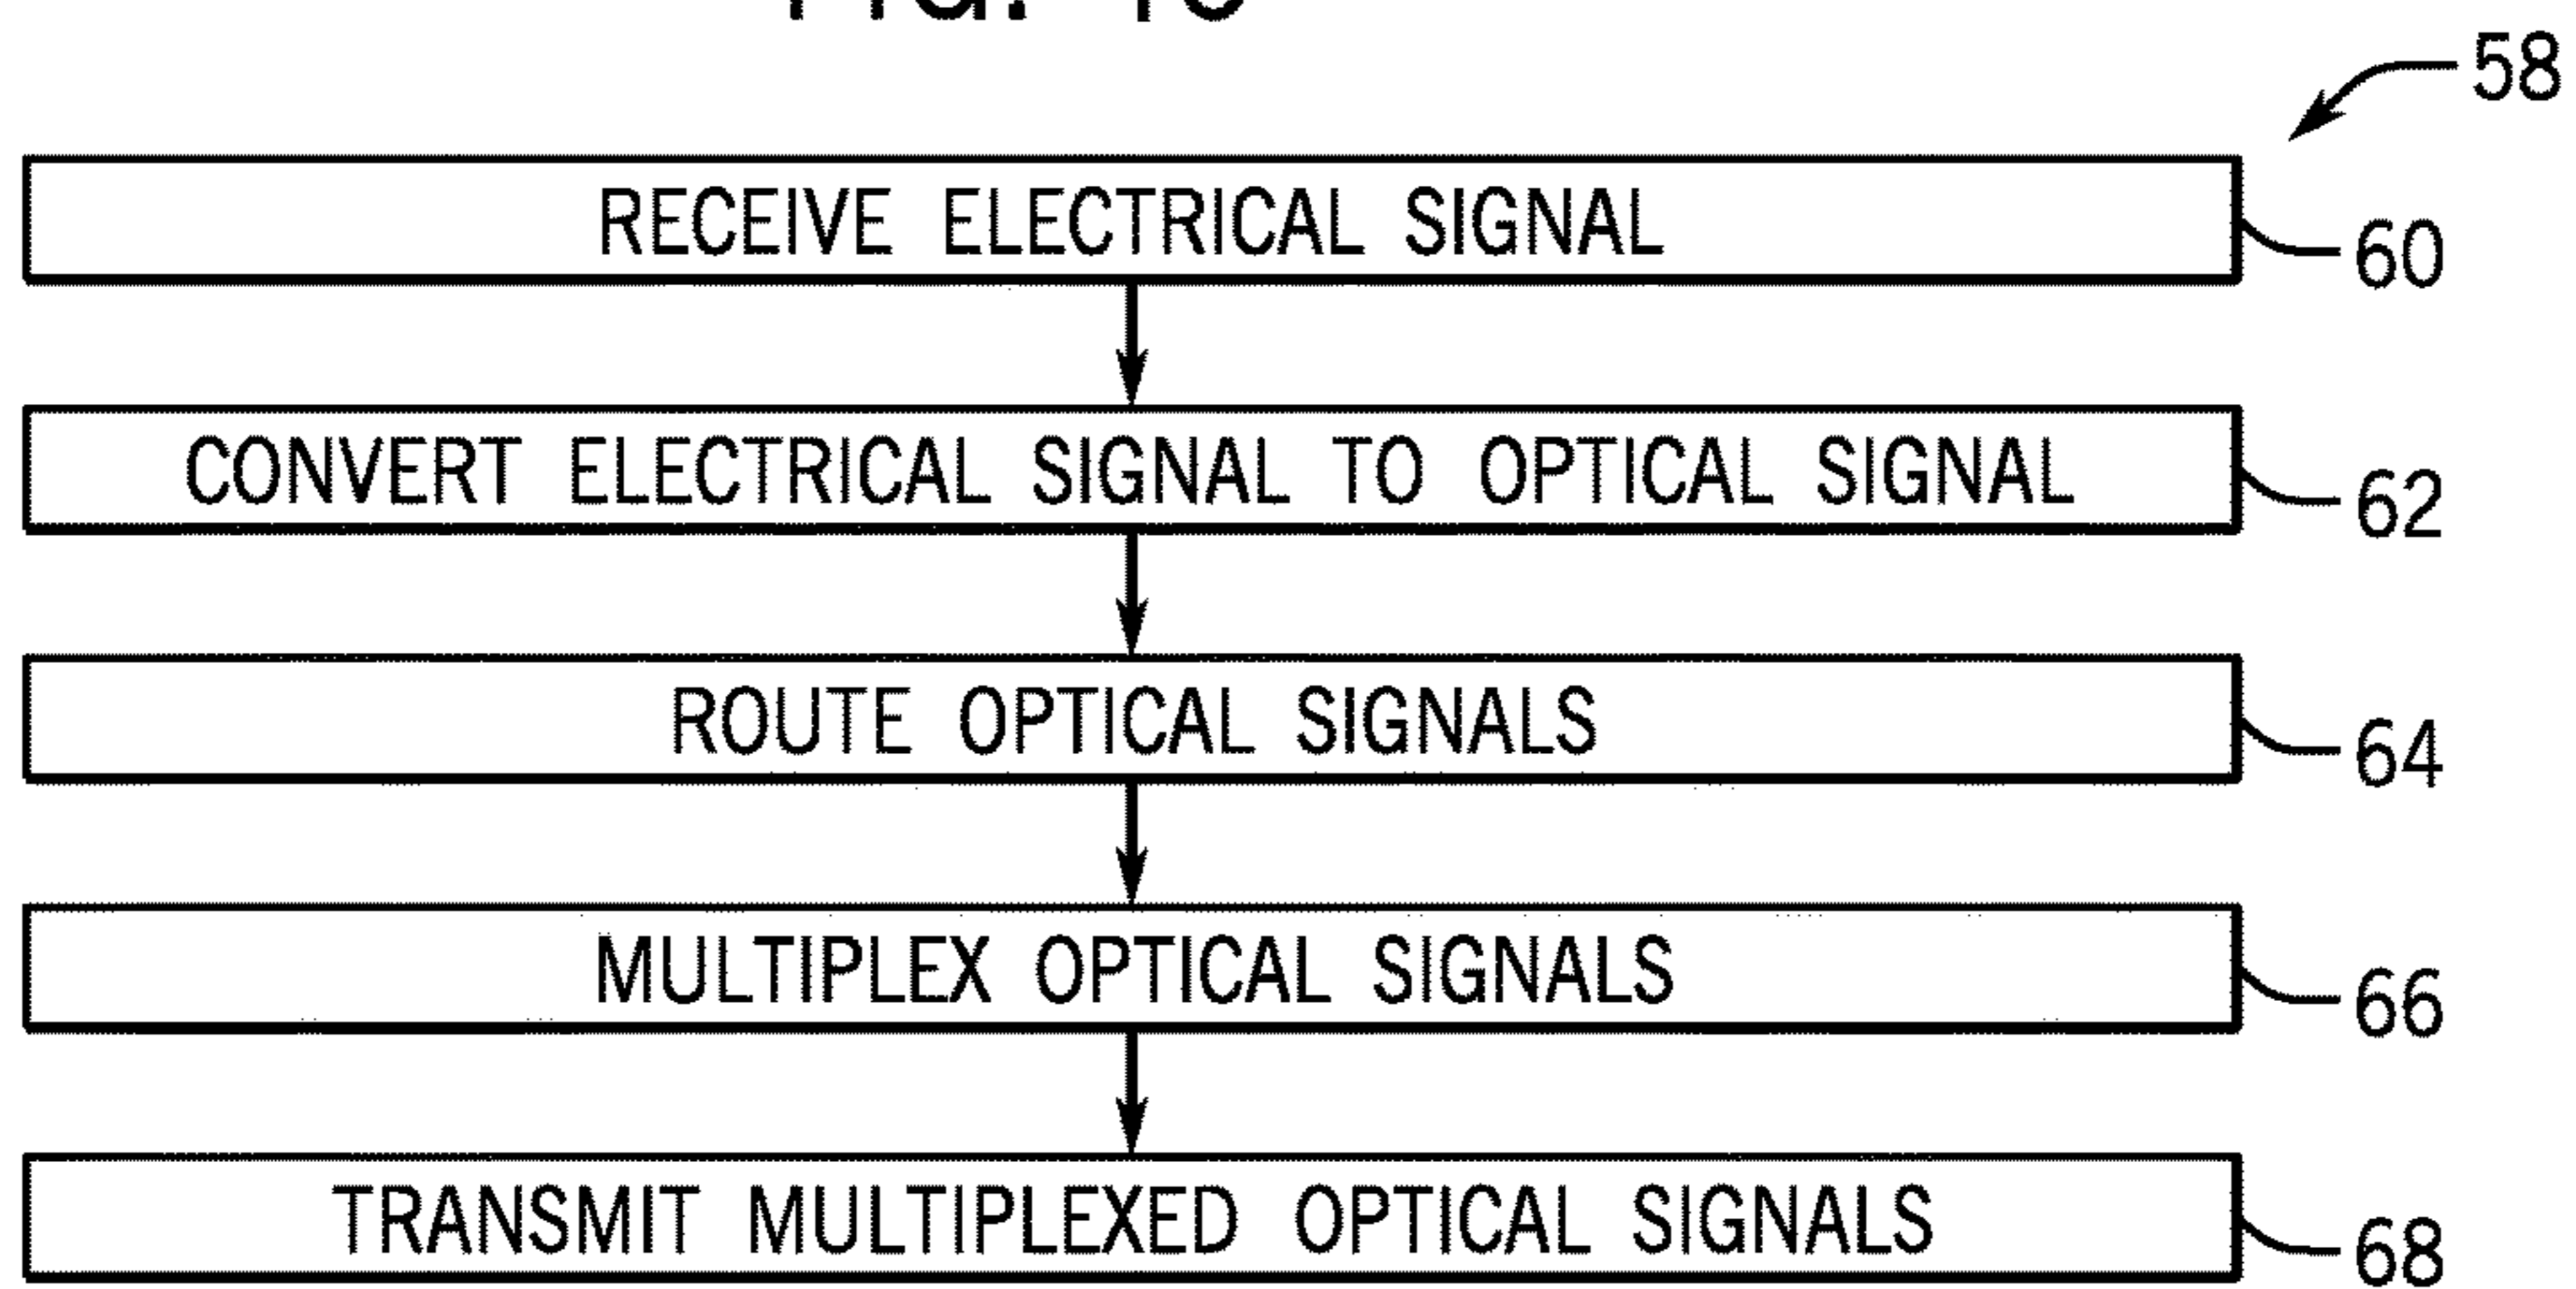 58
RECEIVE ELECTRICAL SIGNAL
60
CONVERT ELECTRICAL SIGNAL TO OPTICAL SIGNAL
62
ROUTE OPTICAL SIGNALS
64
MULTIPLEX OPTICAL SIGNALS
66
TRANSMIT MULTIPLEXED OPTICAL SIGNALS
68